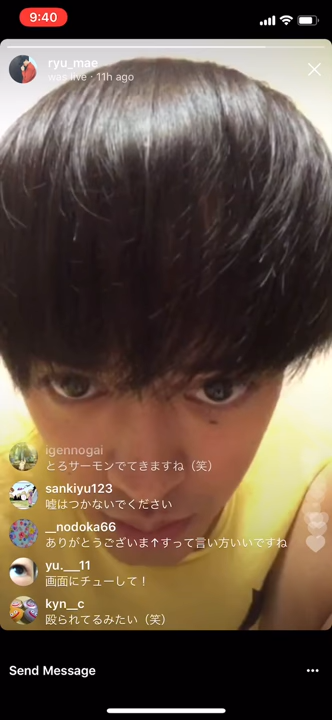 9:40
ryu_mae
was live · 11h ago
igennogai
とろサーモンでてきますね（笑）
sankiyu123
嘘はつかないでください
__nodoka66
ありがとうございま↑すって言い方いいですね
yu.___11
画面にチューして！
kyn__c
殴られてるみたい（笑）
Send Message